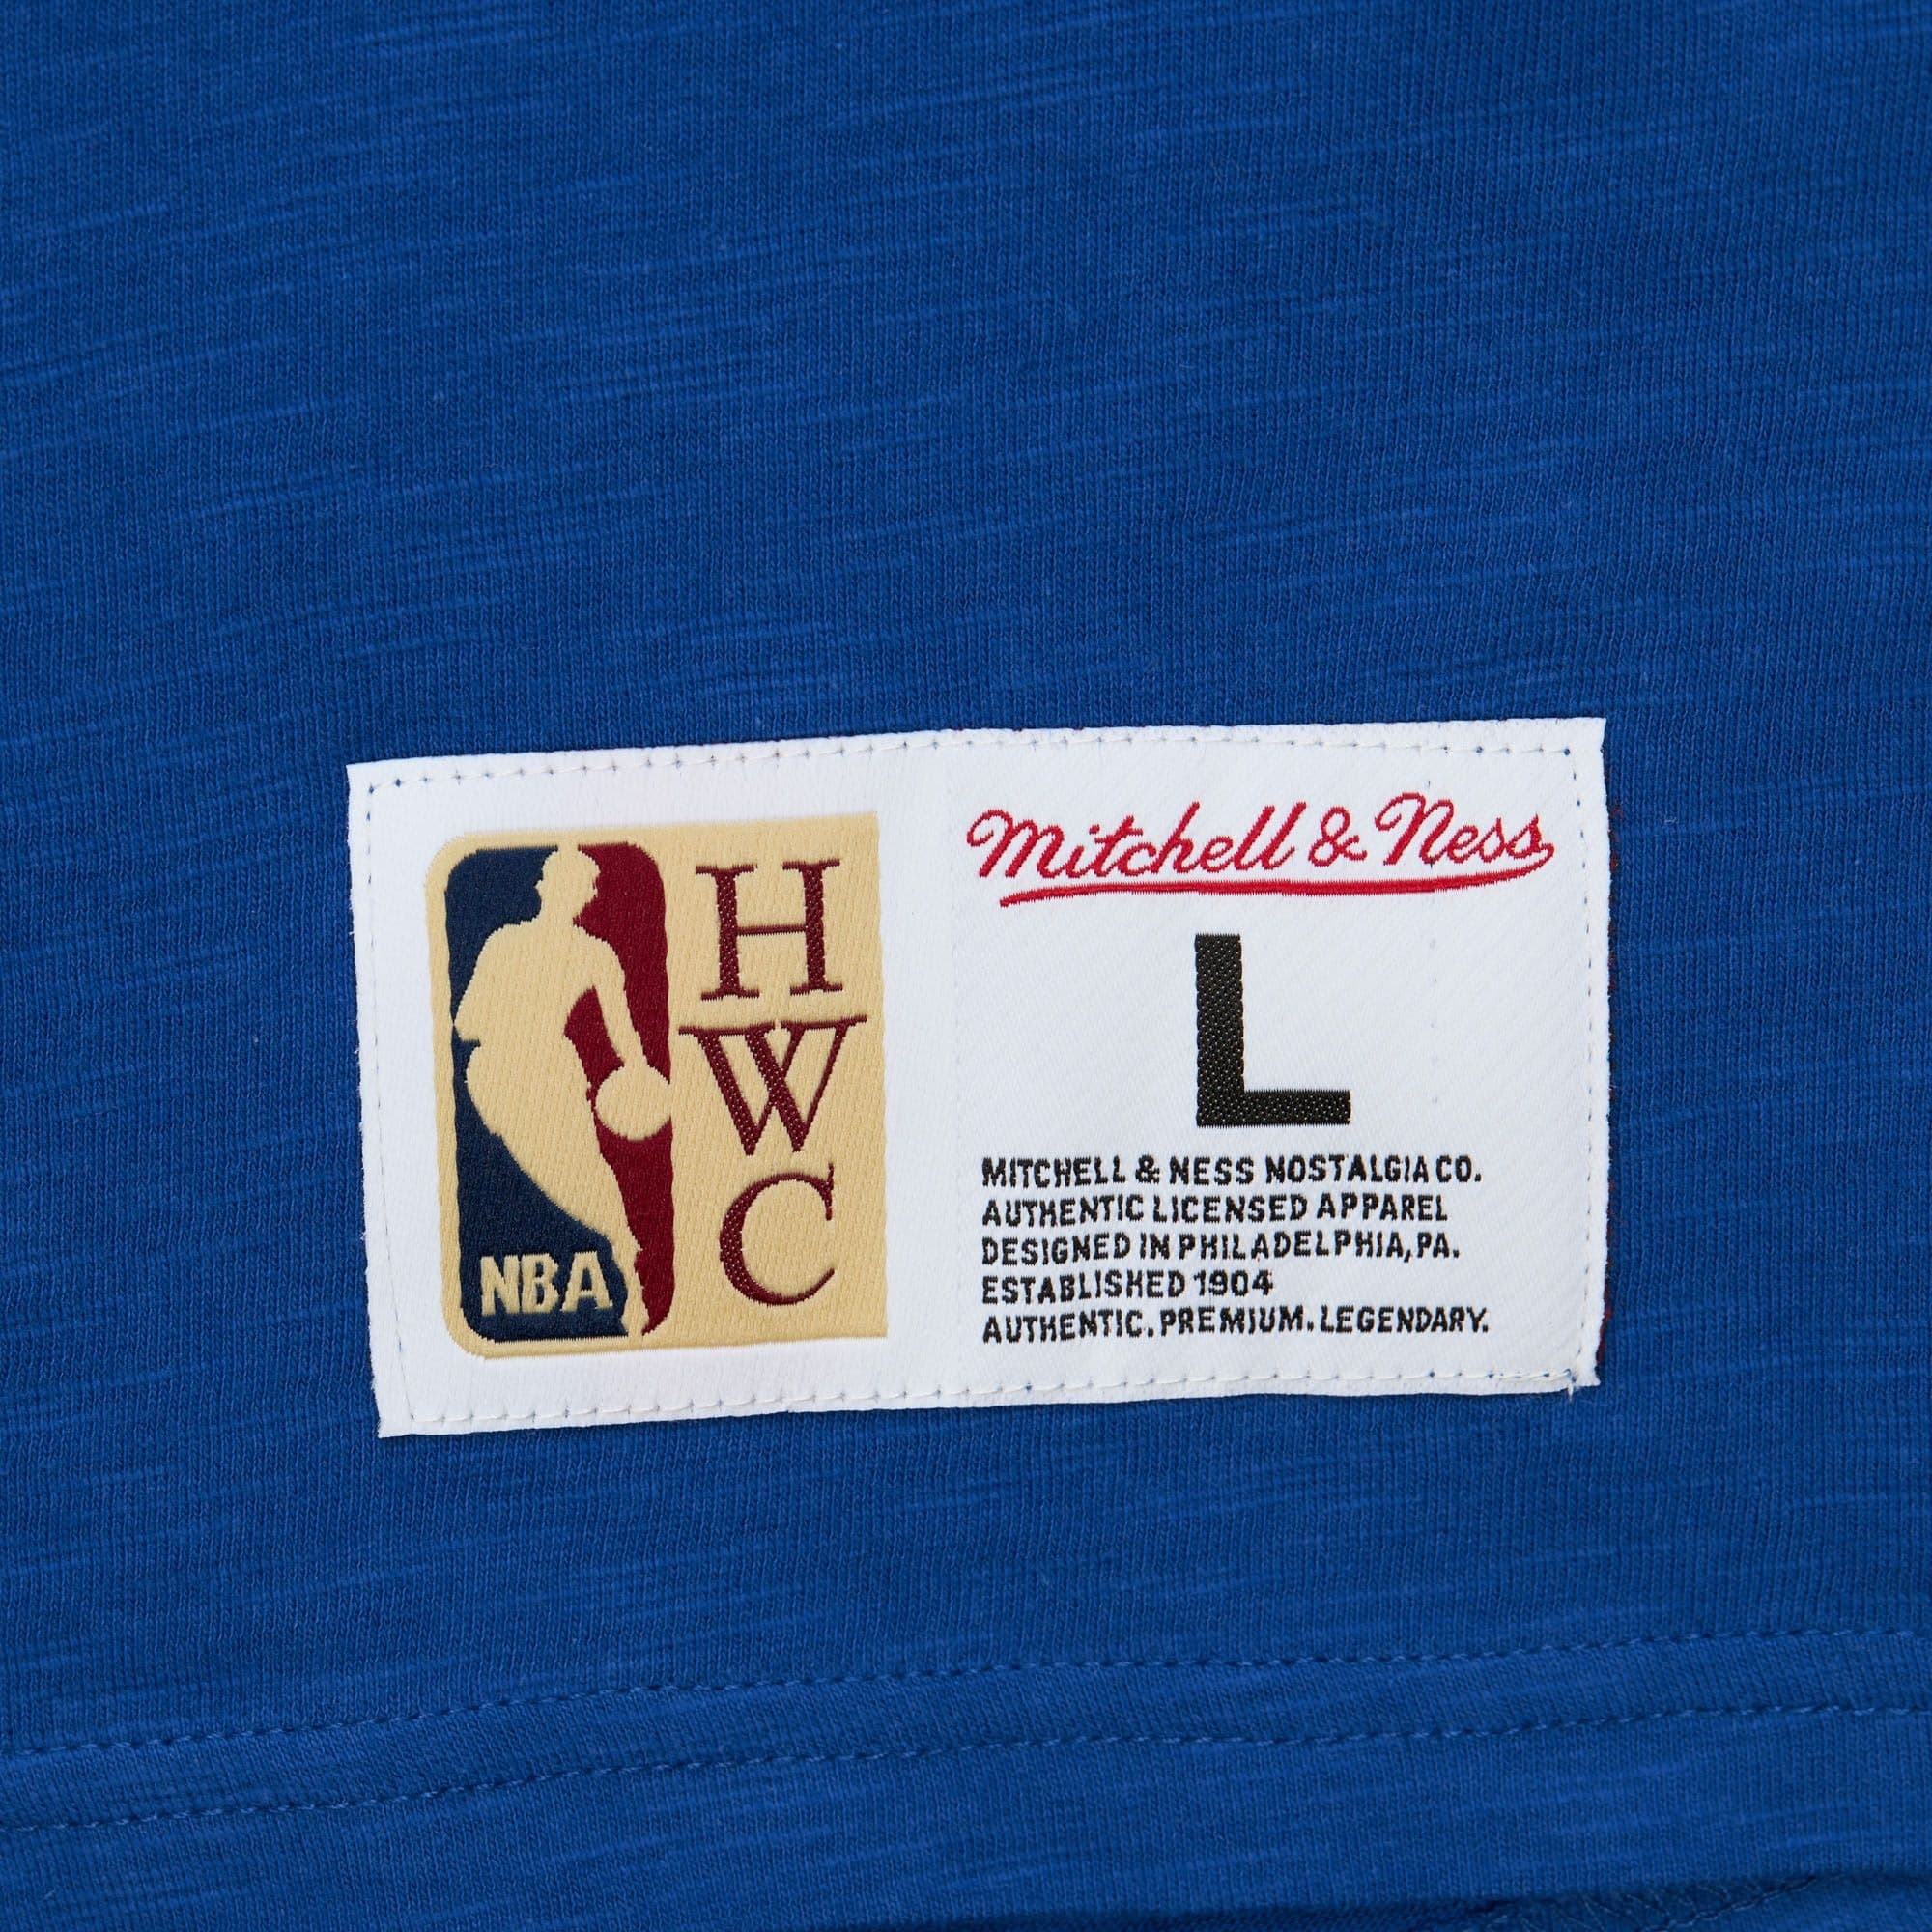 NBA
H
W
C
Mitchell & Ness
L
MITCHELL & NESS NOSTALGIA CO.
AUTHENTIC LICENSED APPAREL
DESIGNED IN PHILADELPHIA, PA.
ESTABLISHED 1904
AUTHENTIC. PREMIUM. LEGENDARY.